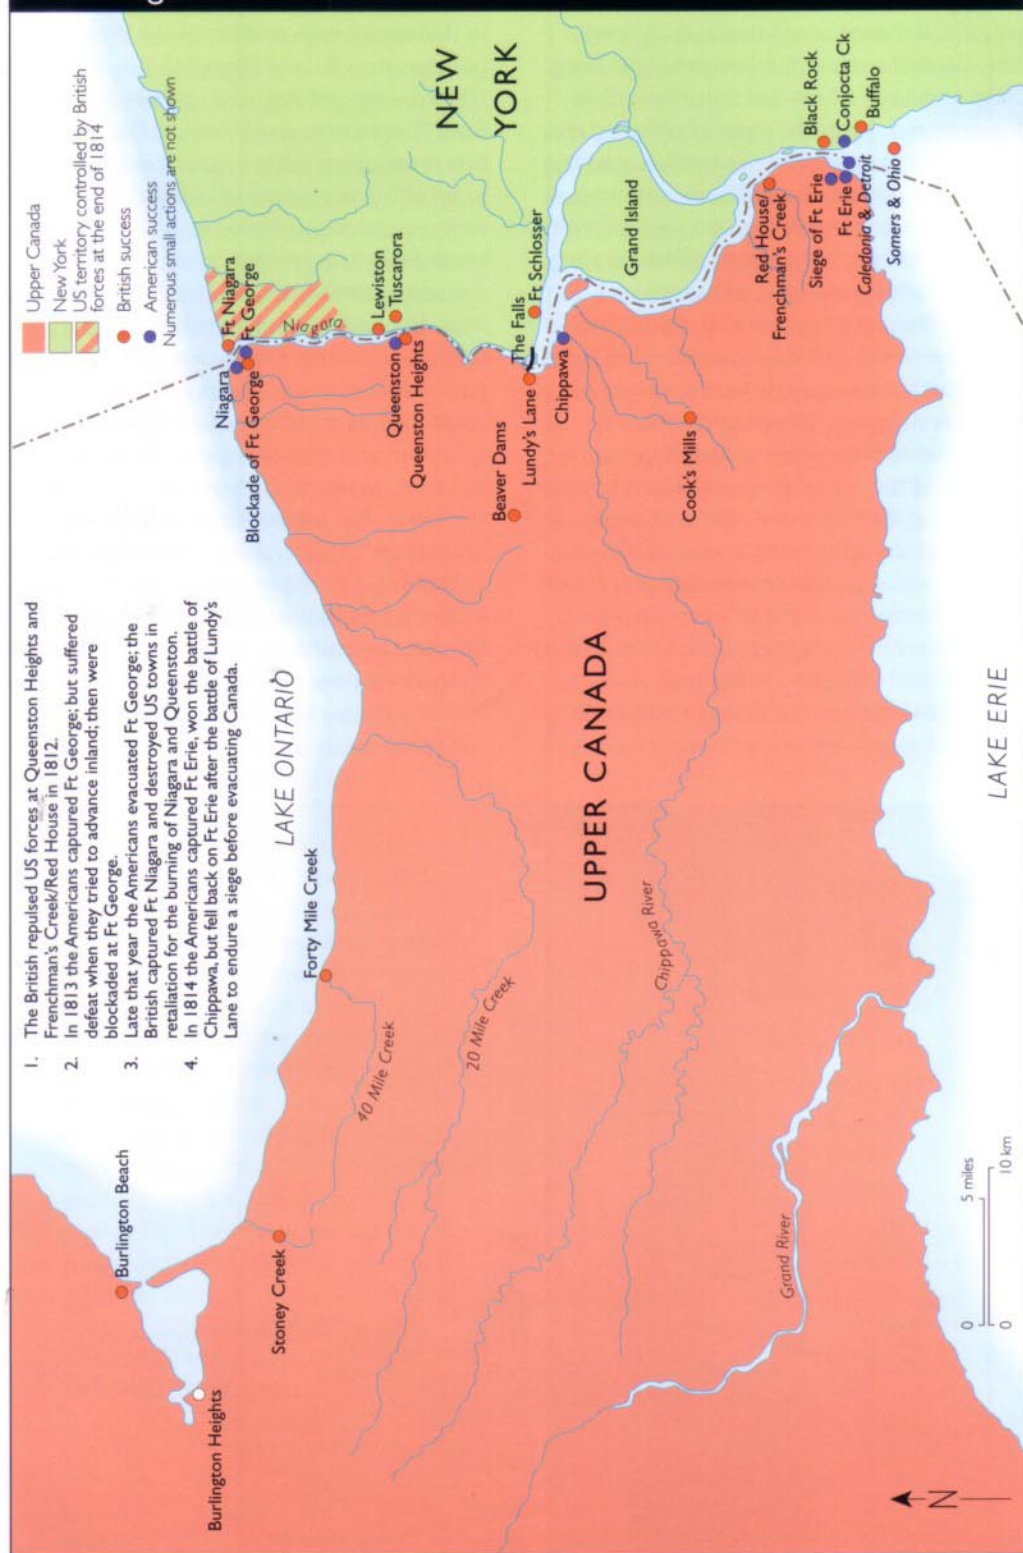 Upper Canada
New York
US territory controlled by British
forces at the end of 1814
British success
American success
Numerous small actions are not shown
1. The British repulsed US forces at Queenston Heights and
Frenchman's Creek/Red House in 1812.
2. In 1813 the Americans captured Ft George; but suffered
defeat when they tried to advance inland; then were
blockaded at Ft George.
3. Late that year the Americans evacuated Ft George; the
British captured Ft Niagara and destroyed US towns in
retaliation for the burning of Niagara and Queenston.
4. In 1814 the Americans captured Ft Erie, won the battle of
Chippawa, but fell back on Ft Erie after the battle of Lundy's
Lane to endure a siege before evacuating Canada.
Burlington Beach
Burlington Heights
Stoney Creek
Forty Mile Creek
LAKE ONTARIO
40 Mile Creek
20 Mile Creek
Niagara
Ft Niagara
Ft George
Blockade of Ft George
Niagara
Lewiston
Tuscarora
Queenston
Queenston Heights
NEW
YORK
Beaver Dams
The Falls
Lundy's Lane
Ft Schlosser
Chippawa
Grand Island
Cook's Mills
UPPER CANADA
Chippawa River
Grand River
Red House/
Frenchman's Creek
Black Rock
Siege of Ft Erie
Conjocta Ck
Ft Erie
Buffalo
Caledonia & Detroit
Somers & Ohio
LAKE ERIE
0 5 miles
0 10 km
N